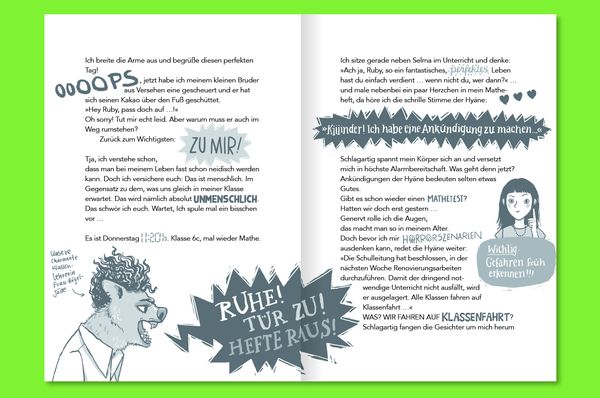 Ich breite die Arme aus und begrüße diesen perfekten
Tag!
OOOOPS, jetzt habe ich meinem kleinen Bruder
aus Versehen eine gescheuert und er hat
sich seinen Kakao über den Fuß geschüttet.
»Hey Ruby, pass doch auf …!«
Oh sorry! Tut mir echt leid. Aber warum muss er auch im
Weg rumstehen?
Zurück zum Wichtigsten:
ZU MIR!
Tja, ich verstehe schon,
dass man bei meinem Leben fast schon neidisch werden
kann. Doch ich versichere euch: Das ist menschlich. Im
Gegensatz zu dem, was uns gleich in meiner Klasse
erwartet. Das wird nämlich absolut UNMENSCHLICH.
Das schwör ich euch. Wartet, Ich spule mal ein bisschen
vor …
Es ist Donnerstag 11:20h. Klasse 6c, mal wieder Mathe.
Unsere
charmante
Klassen-
lehrerin
Frau Hügel-
RUHE!
TÜR ZU!
HEFTE RAUS!
Ich sitze gerade neben Selma im Unterricht und denke:
»Ach ja, Ruby, so ein fantastisches, perfektes Leben
hast du einfach verdient … wenn nicht du, wer dann?« …
und male nebenbei ein paar Herzchen in mein Mathe-
heft, da höre ich die schrille Stimme der Hyäne:
»Kiiinder! Ich habe eine Ankündigung zu machen…«
Schlagartig spannt mein Körper sich an und versetzt
mich in höchste Alarmbereitschaft. Was geht denn jetzt?
Ankündigungen der Hyäne bedeuten selten etwas
Gutes.
Gibt es schon wieder einen MATHETEST?
Hatten wir doch erst gestern …
Genervt rolle ich die Augen,
das macht man so in meinem Alter.
Doch bevor ich mir HORRORSZENARIEN
ausdenken kann, redet die Hyäne weiter:
»Die Schulleitung hat beschlossen, in der
nächsten Woche Renovierungsarbeiten
durchzuführen. Damit der dringend not-
wendige Unterricht nicht ausfällt, wird
er ausgelagert. Alle Klassen fahren auf
Klassenfahrt …«
WAS? WIR FAHREN AUF KLASSENFAHRT?
Schlagartig fangen die Gesichter um mich herum
Wichtig:
Gefahren früh
erkennen!!!